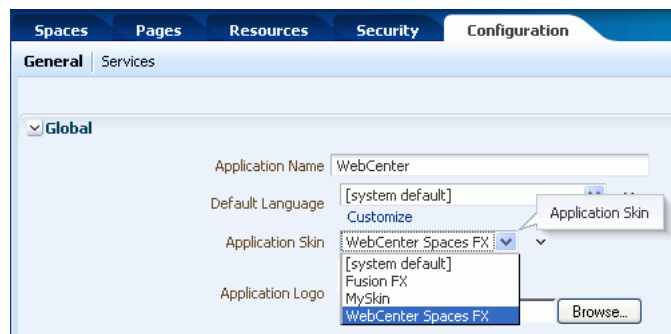 Spaces Pages Resources Security Configuration
General Services
Global
Application Name WebCenter
Default Language [system default]
Customize
Application Skin
Application Skin WebCenter Spaces FX
[system default]
Fusion FX
MySkin
WebCenter Spaces FX
Application Logo
Browse...